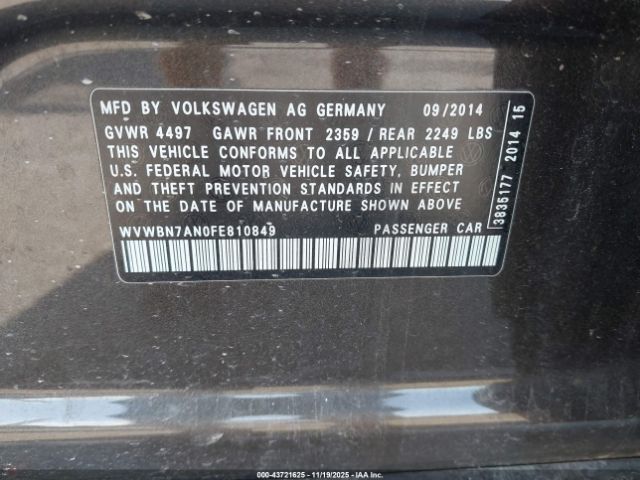 MFD BY VOLKSWAGEN AG GERMANY 09/2014
GVWR 4497 GAWR FRONT 2359 / REAR 2249 LBS
THIS VEHICLE CONFORMS TO ALL APPLICABLE
U.S. FEDERAL MOTOR VEHICLE SAFETY, BUMPER
AND THEFT PREVENTION STANDARDS IN EFFECT
ON THE DATE OF MANUFACTURE SHOWN ABOVE
WVWBN7AN0FE810849 PASSENGER CAR
3835177 2014 15
00-43721625 - 11/19/2025 - IAA Inc. (A)